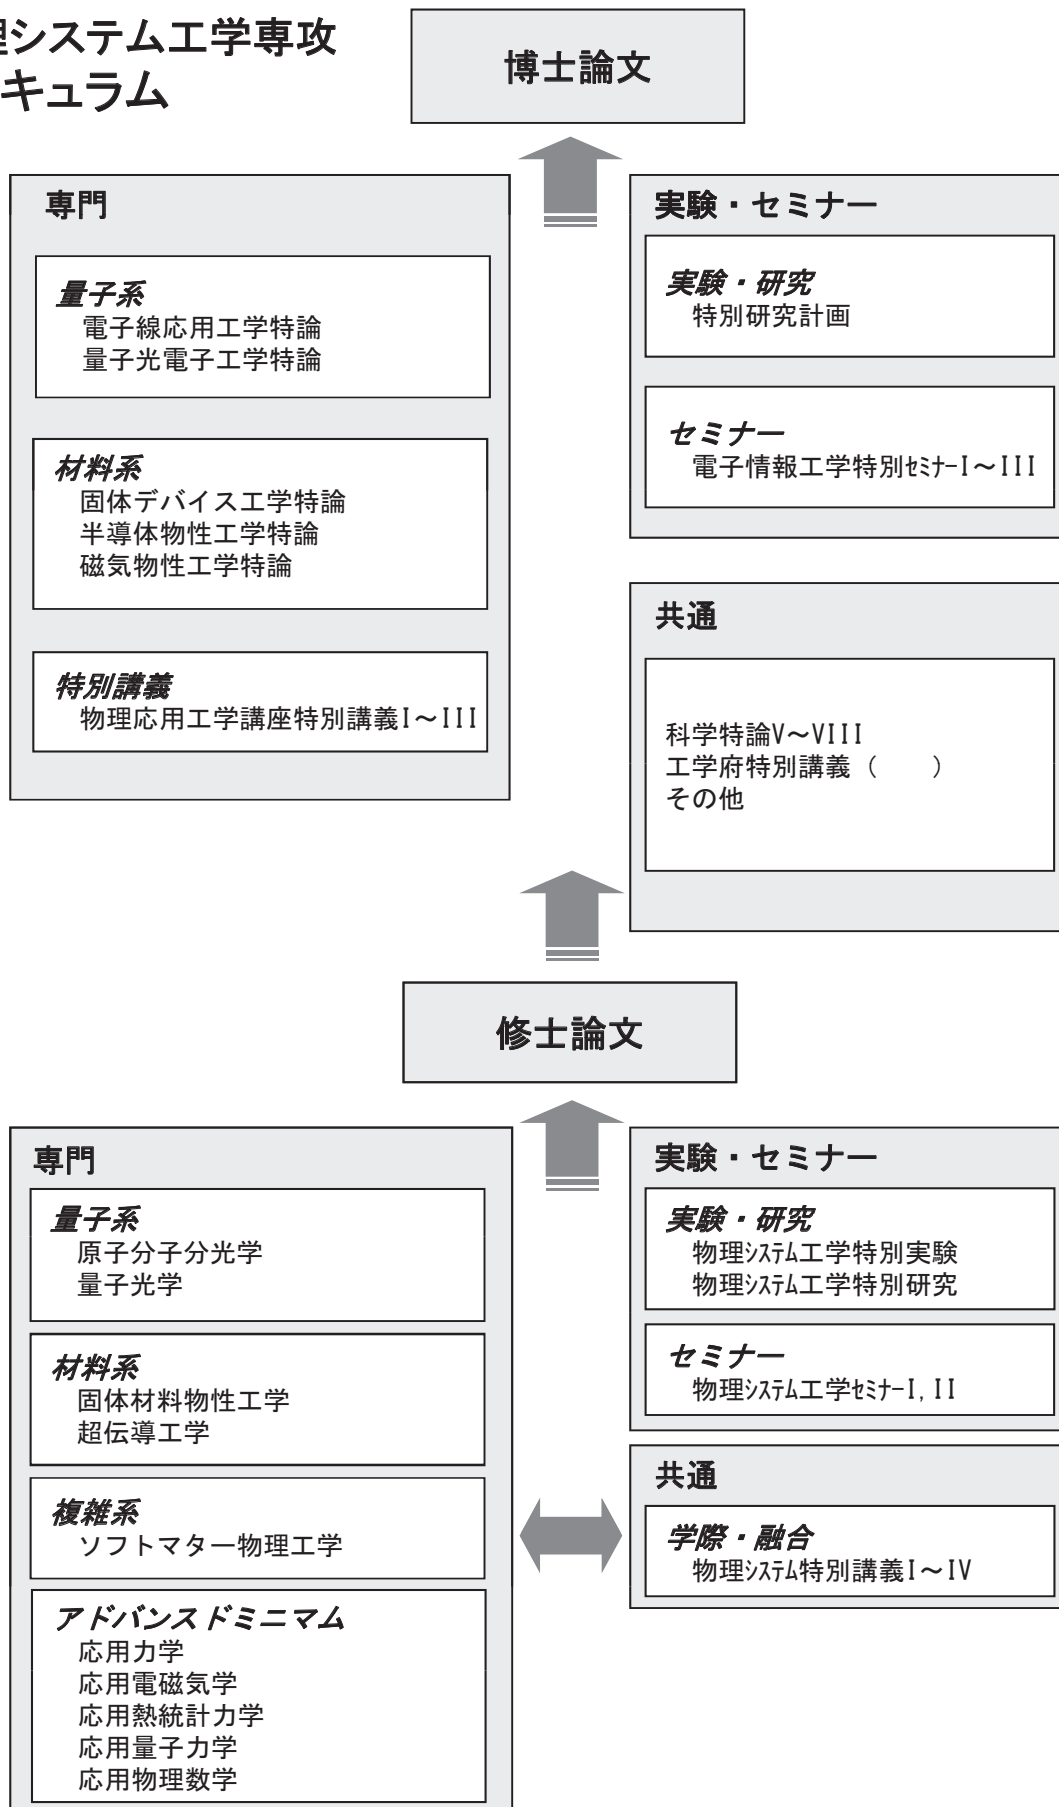 理システム工学専攻
キュラム
博士論文
専門
量子系
電子線応用工学特論
量子光電子工学特論
材料系
固体デバイス工学特論
半導体物性工学特論
磁気物性工学特論
特別講義
物理応用工学講座特別講義I～III
実験・セミナー
実験・研究
特別研究計画
セミナー
電子情報工学特別ｾﾐﾅｰI～III
共通
科学特論V～VIII
工学府特別講義（　　）
その他
修士論文
専門
量子系
原子分子分光学
量子光学
材料系
固体材料物性工学
超伝導工学
複雑系
ソフトマター物理工学
アドバンスドミニマム
応用力学
応用電磁気学
応用熱統計力学
応用量子力学
応用物理数学
実験・セミナー
実験・研究
物理ｼｽﾃﾑ工学特別実験
物理ｼｽﾃﾑ工学特別研究
セミナー
物理ｼｽﾃﾑ工学ｾﾐﾅｰI, II
共通
学際・融合
物理ｼｽﾃﾑ特別講義I～IV